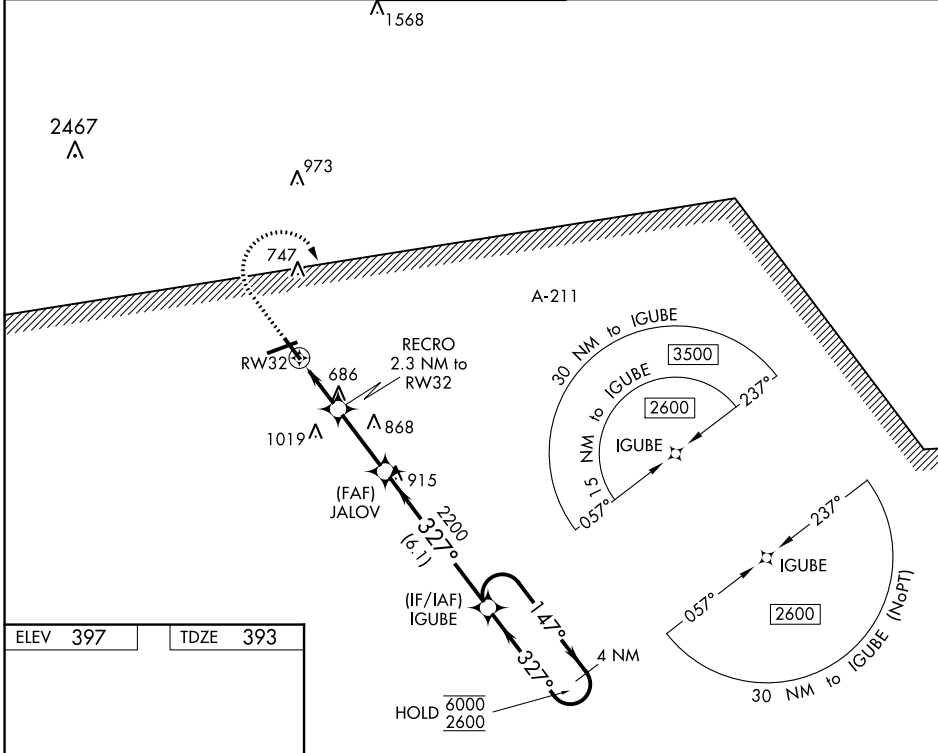 1568
2467
973
747
A-211
30 NM to IGUBE
3500
15 NM to IGUBE
2600
237°
IGUBE
057°
RW32
RECRO
2.3 NM to
RW32
686
1019
868
915
(FAF)
JALOV
2200
327°
(6.1)
(IF/IAF)
IGUBE
147°
327°
4 NM
HOLD 6000
2600
237°
IGUBE
057°
2600
30 NM to IGUBE (NoPT)
ELEV 397
TDZE 393